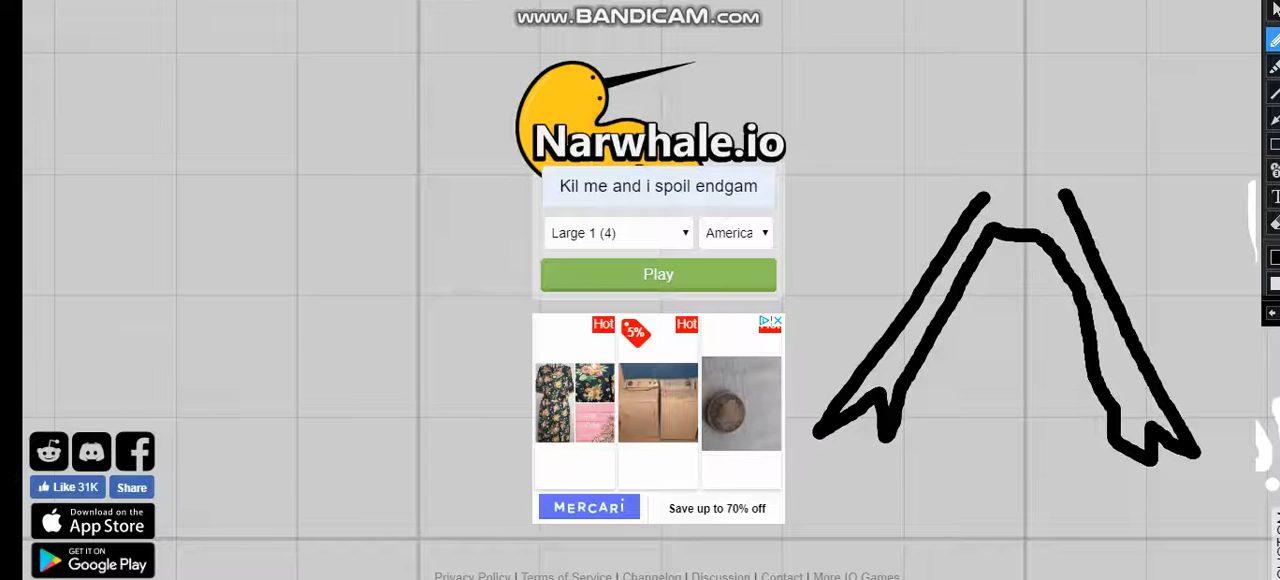 www.BANDICAM.com
Narwhale.io
Kil me and i spoil endgam
Large 1 (4)
America
Play
Hot
5%
Hot
MERCARI
Save up to 70% off
Like 31K
Share
Download on the
App Store
GET IT ON
Google Play
Privacy Policy | Terms of Service | Changelog | Discussion | Contact | More IO Games